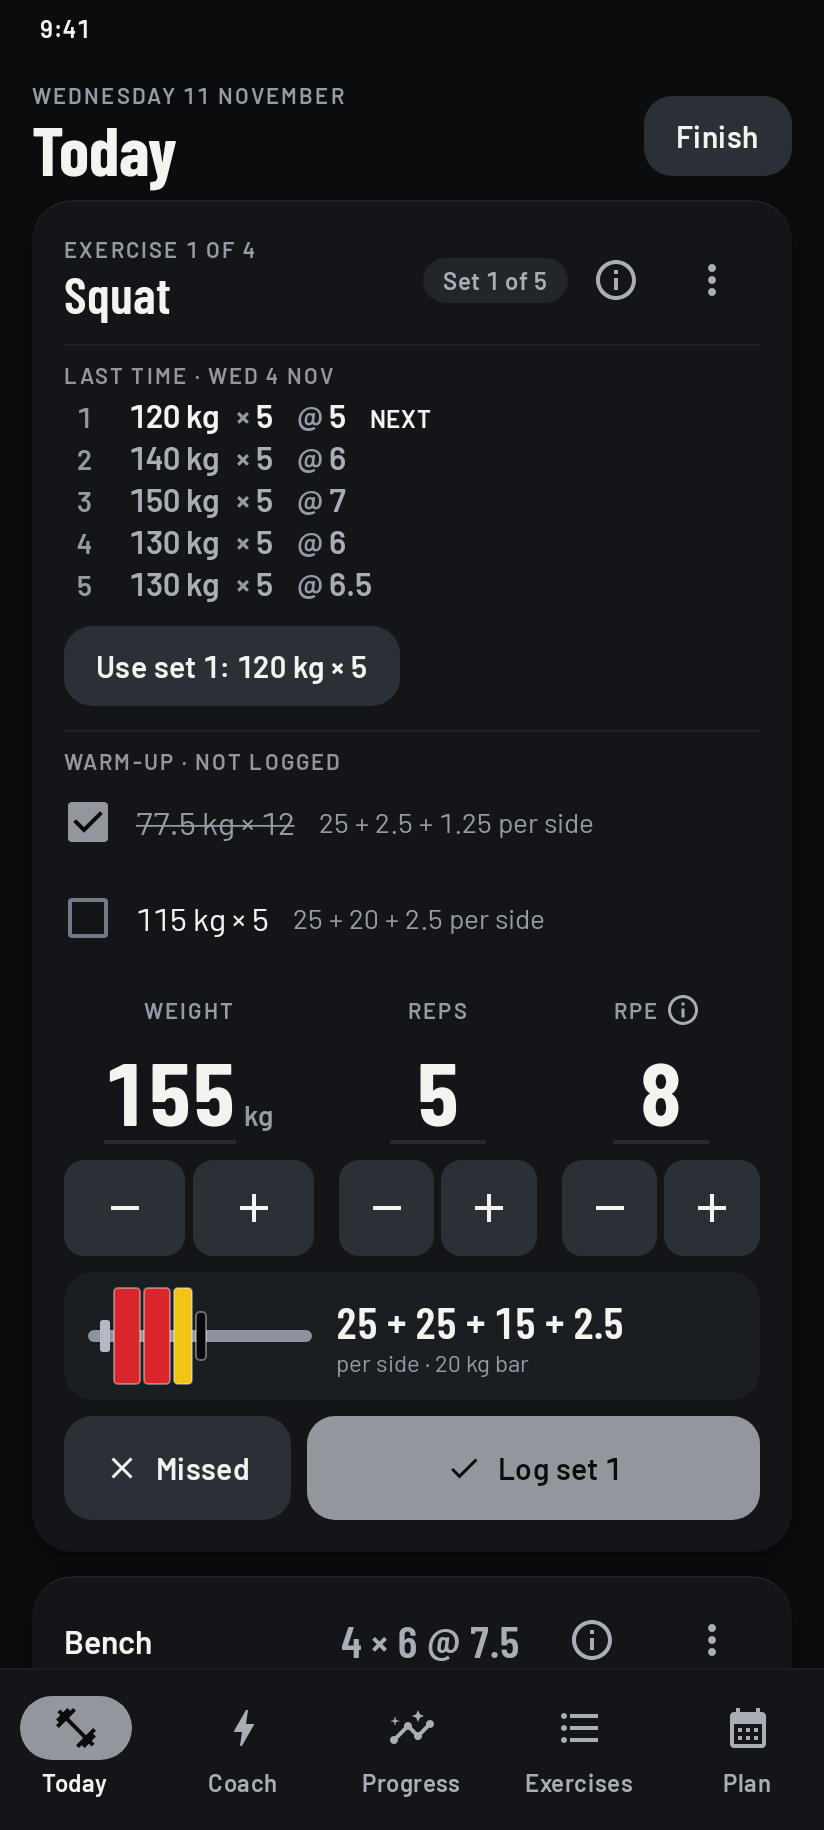 9:41
WEDNESDAY 11 NOVEMBER
Today
Finish
EXERCISE 1 OF 4
Squat
Set 1 of 5
LAST TIME · WED 4 NOV
1 120 kg × 5 @ 5 NEXT
2 140 kg × 5 @ 6
3 150 kg × 5 @ 7
4 130 kg × 5 @ 6
5 130 kg × 5 @ 6.5
Use set 1: 120 kg × 5
WARM-UP · NOT LOGGED
77.5 kg × 12 25 + 2.5 + 1.25 per side
115 kg × 5 25 + 20 + 2.5 per side
WEIGHT REPS RPE
155 kg 5 8
25 + 25 + 15 + 2.5
per side · 20 kg bar
Missed Log set 1
Bench 4 × 6 @ 7.5
Today Coach Progress Exercises Plan